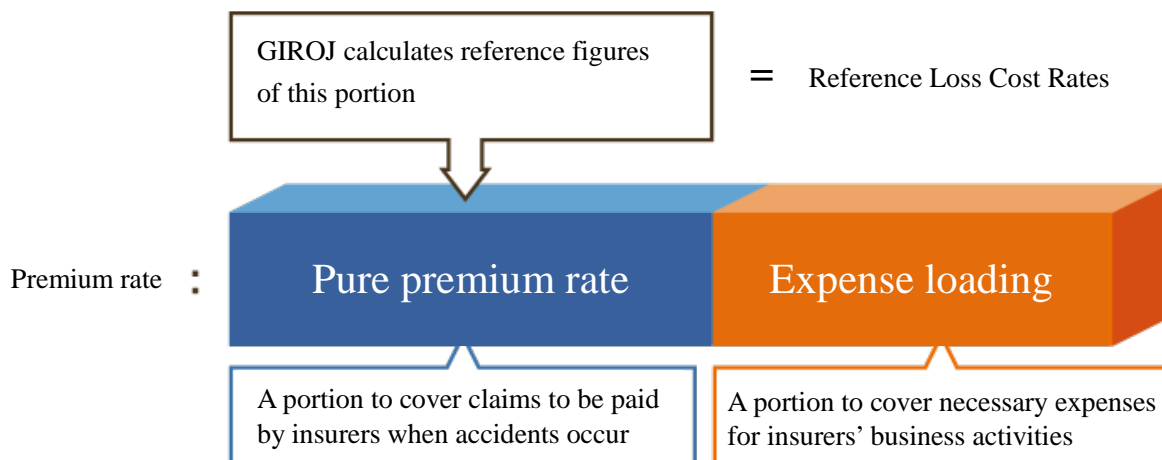 GIROJ calculates reference figures
of this portion
= Reference Loss Cost Rates
Premium rate :
Pure premium rate
Expense loading
A portion to cover claims to be paid
by insurers when accidents occur
A portion to cover necessary expenses
for insurers’ business activities